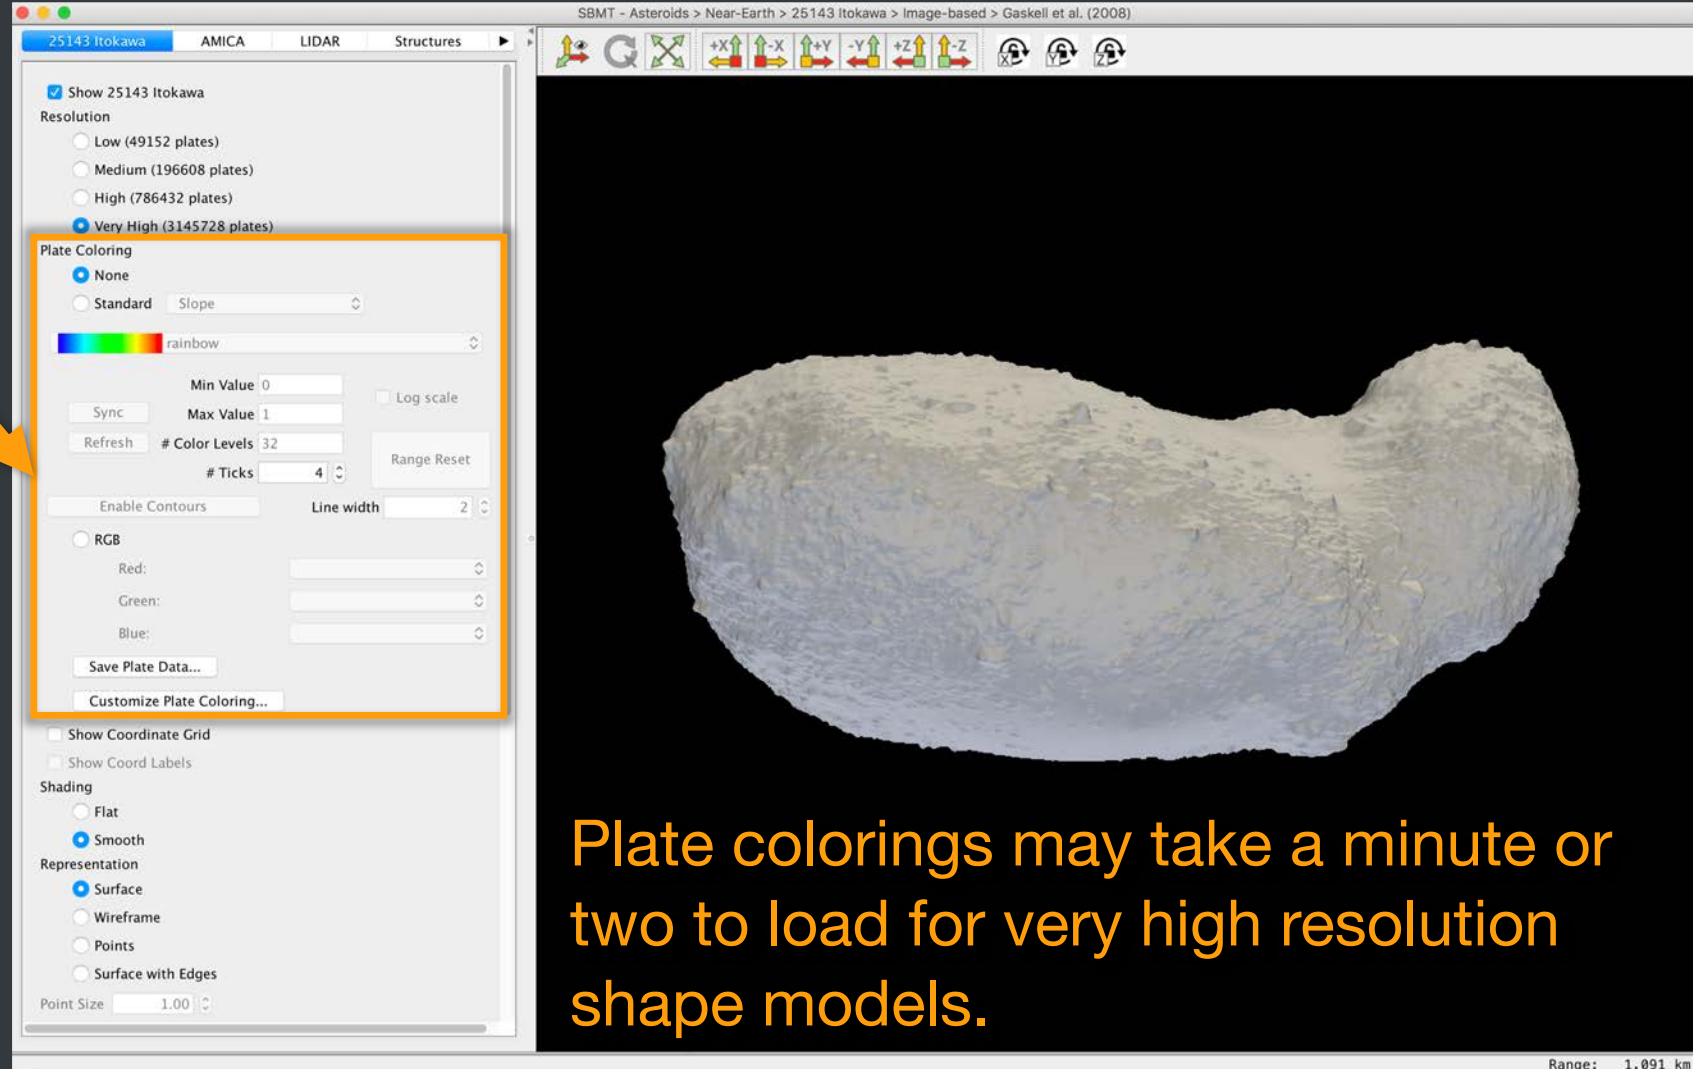 SBMT - Asteroids > Near-Earth > 25143 Itokawa > Image-based > Gaskell et al. (2008)
25143 Itokawa AMICA LIDAR Structures
+X -X +Y -Y +Z -Z X Y Z
Show 25143 Itokawa
Resolution
Low (49152 plates)
Medium (196608 plates)
High (786432 plates)
Very High (3145728 plates)
Plate Coloring
None
Standard Slope
rainbow
Min Value 0
Log scale
Sync Max Value 1
Refresh # Color Levels 32
Range Reset
# Ticks 4
Enable Contours Line width 2
RGB
Red:
Green:
Blue:
Save Plate Data...
Customize Plate Coloring...
Show Coordinate Grid
Show Coord Labels
Shading
Flat
Smooth
Representation
Surface
Wireframe
Points
Surface with Edges
Point Size 1.00
Plate colorings may take a minute or
two to load for very high resolution
shape models.
Range: 1.091 km